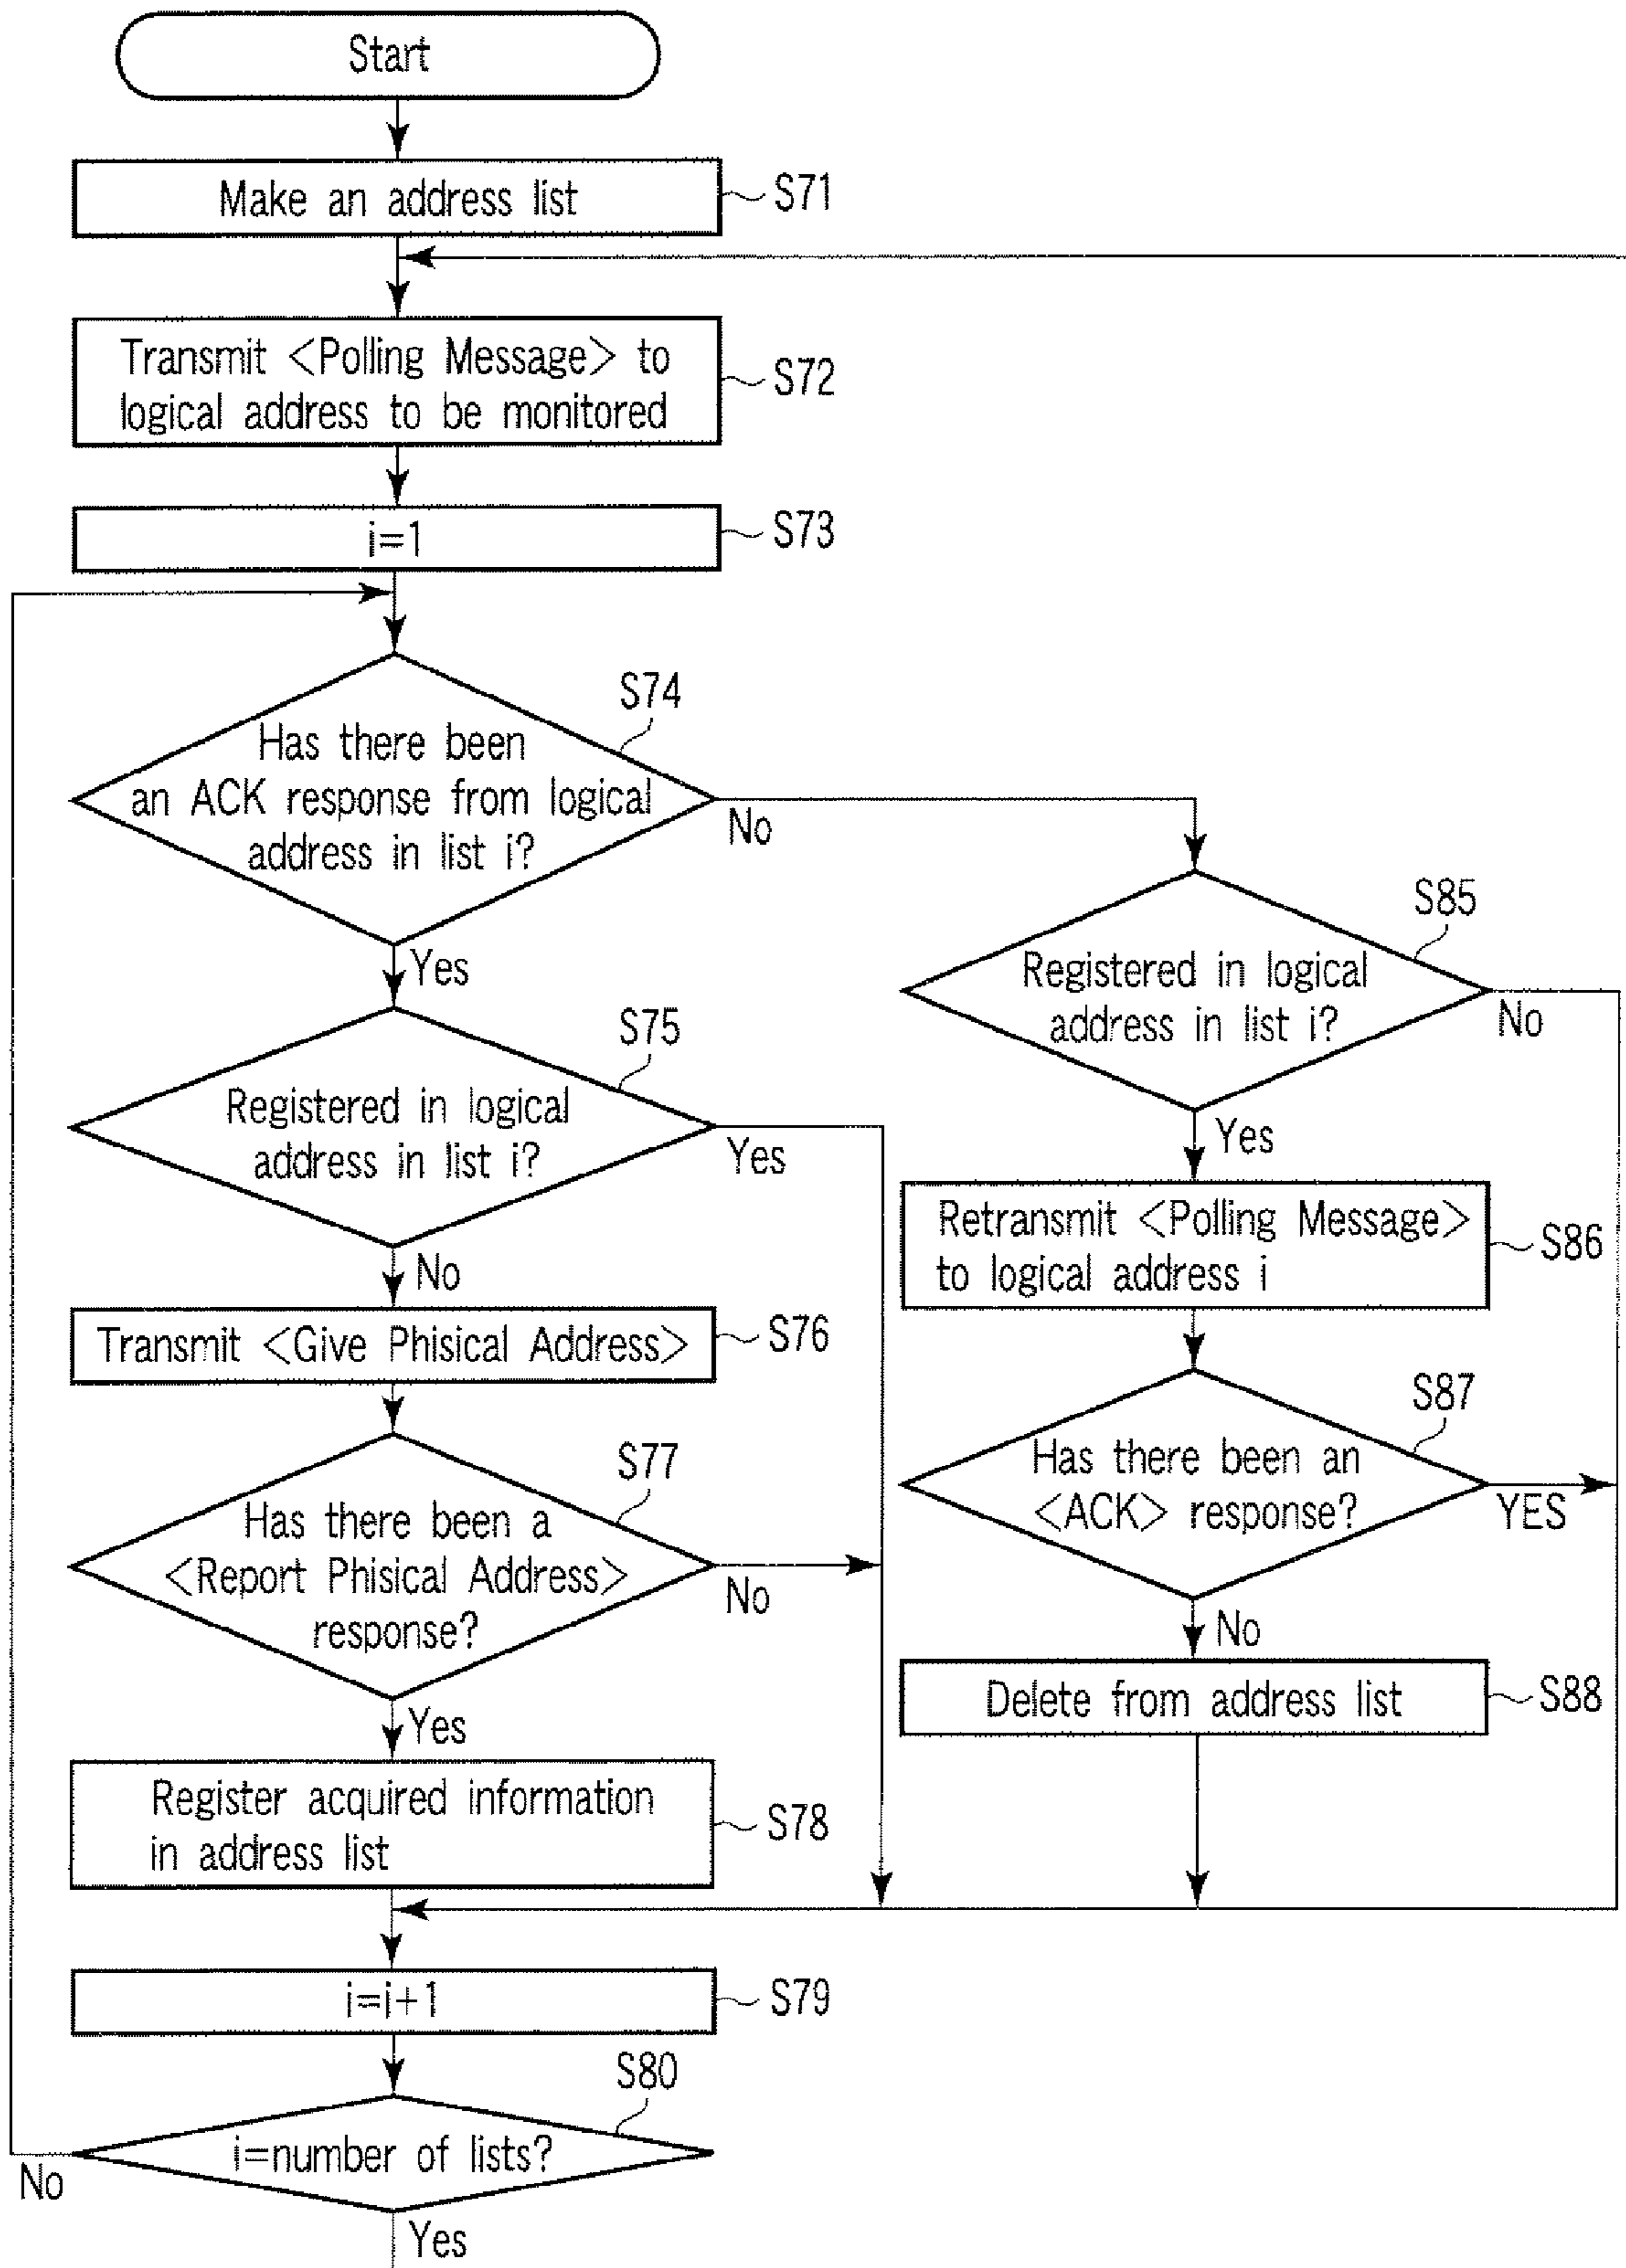 Start
Make an address list
S71
Transmit <Polling Message> to
logical address to be monitored
S72
i=1
S73
S74
Has there been
an ACK response from logical
address in list i?
No
Yes
S75
Registered in logical
address in list i?
Yes
No
Transmit <Give Phisical Address>
S76
S77
Has there been a
<Report Phisical Address>
response?
No
Yes
Register acquired information
in address list
S78
S85
Registered in logical
address in list i?
No
Yes
Retransmit <Polling Message>
to logical address i
S86
S87
Has there been an
<ACK> response?
YES
No
Delete from address list
S88
i=i+1
S79
S80
i=number of lists?
No
Yes